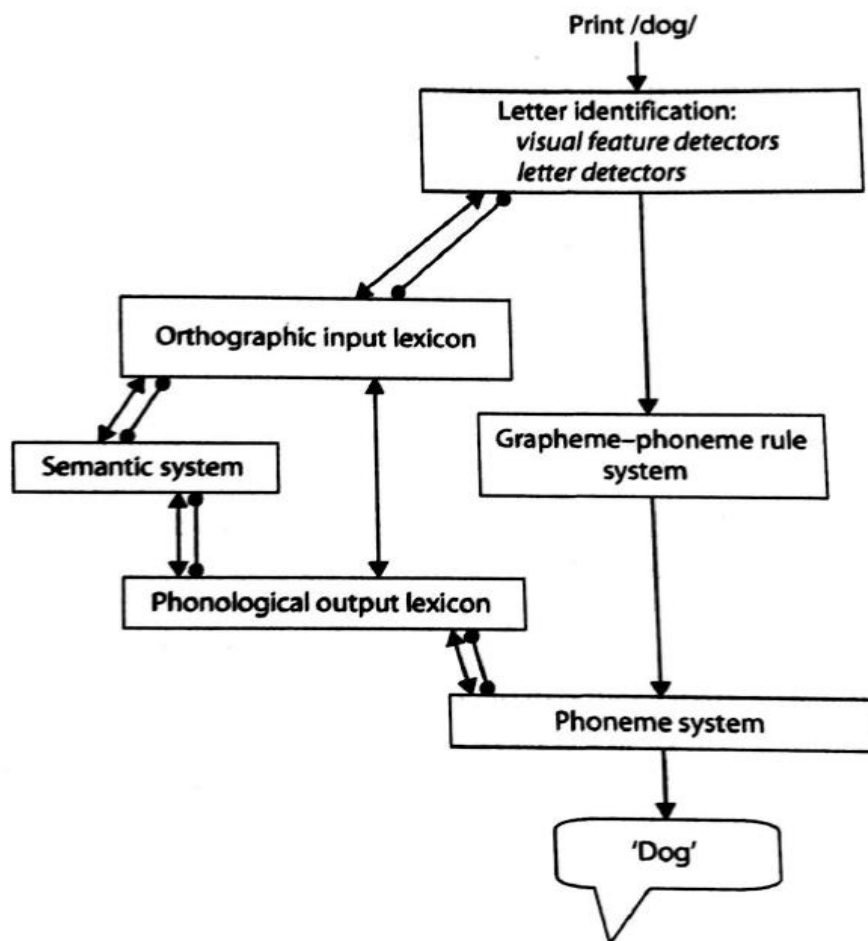 Print /dog/
Letter identification:
visual feature detectors
letter detectors
Orthographic input lexicon
Grapheme–phoneme rule
system
Semantic system
Phonological output lexicon
Phoneme system
‘Dog’